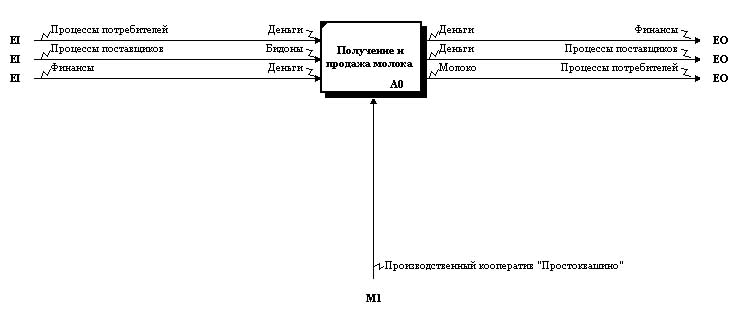 Процессы потребителей Деньги Деньги Финансы
EI EO
Процессы поставщиков Бидоны Получение и Деньги Процессы поставщиков
EI EO
Финансы Деньги продажа молока Молоко Процессы потребителей
EI EO
A0
Производственный кооператив "Простоквашино"
M1